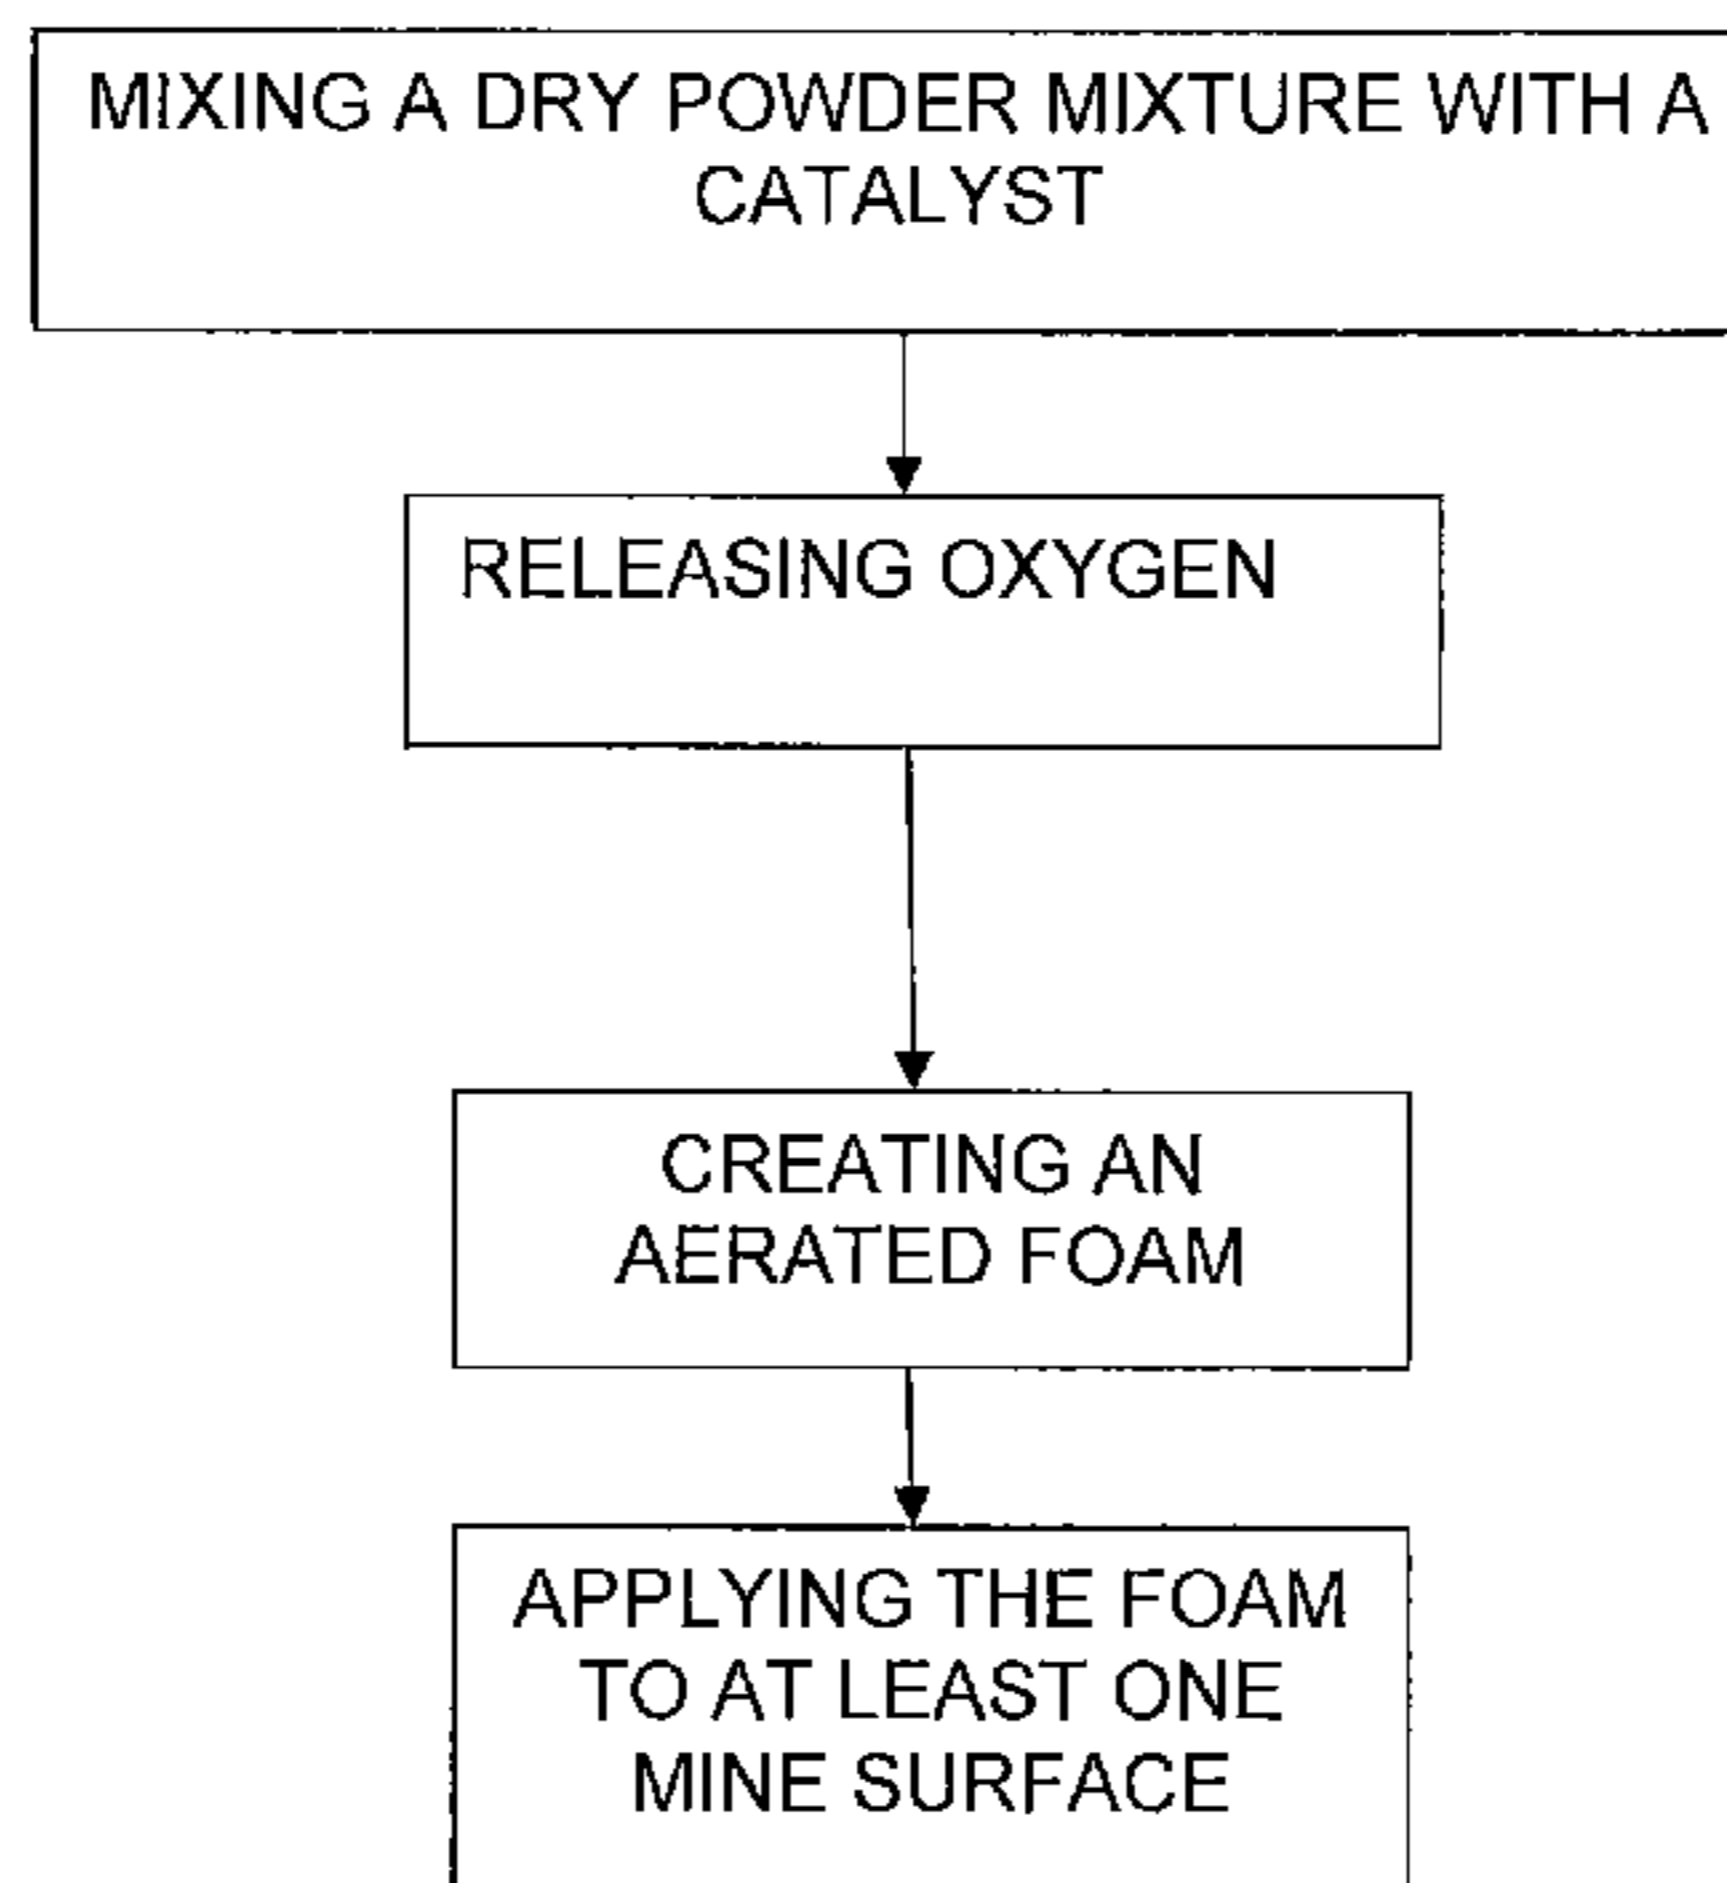 MIXING A DRY POWDER MIXTURE WITH A
CATALYST
RELEASING OXYGEN
CREATING AN
AERATED FOAM
APPLYING THE FOAM
TO AT LEAST ONE
MINE SURFACE